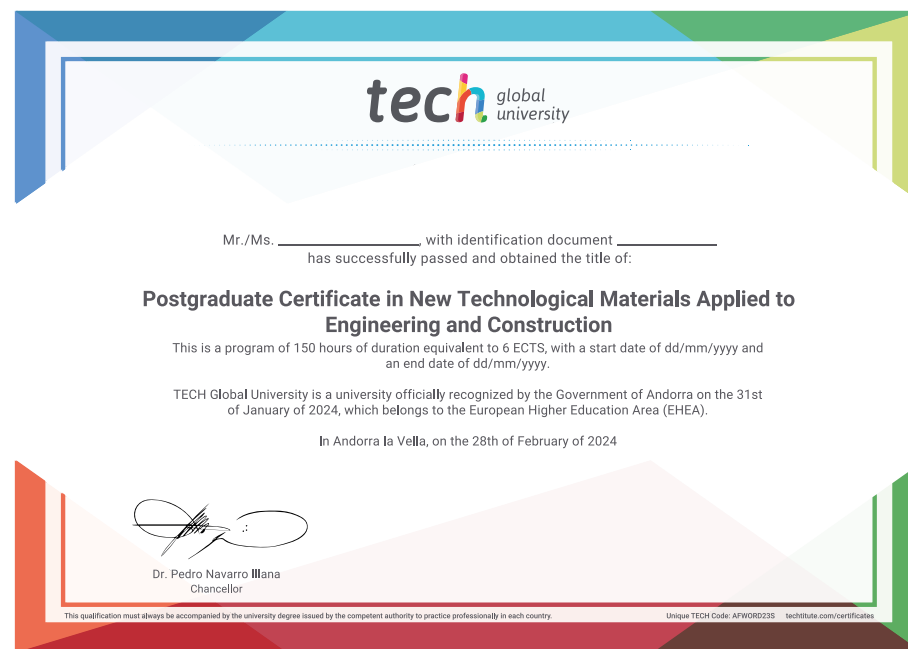 tech global university
Mr./Ms. ____________________, with identification document ______________
has successfully passed and obtained the title of:
Postgraduate Certificate in New Technological Materials Applied to
Engineering and Construction
This is a program of 150 hours of duration equivalent to 6 ECTS, with a start date of dd/mm/yyyy and
an end date of dd/mm/yyyy.
TECH Global University is a university officially recognized by the Government of Andorra on the 31st
of January of 2024, which belongs to the European Higher Education Area (EHEA).
In Andorra la Vella, on the 28th of February of 2024
Dr. Pedro Navarro Illana
Chancellor
This qualification must always be accompanied by the university degree issued by the competent authority to practice professionally in each country.
Unique TECH Code: AFWORD23S techtitute.com/certificates